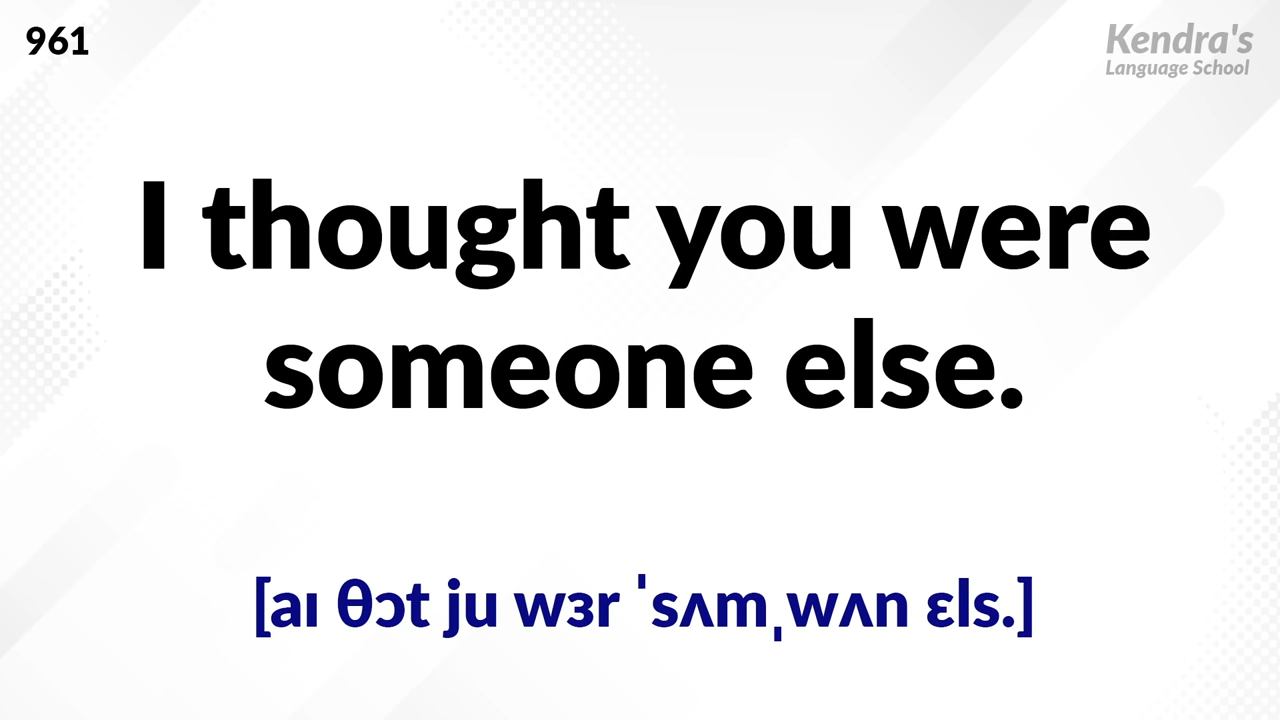 961
Kendra's
Language School
I thought you were
someone else.
[aɪ θɔt ju wɜr ˈsʌmˌwʌn ɛls.]